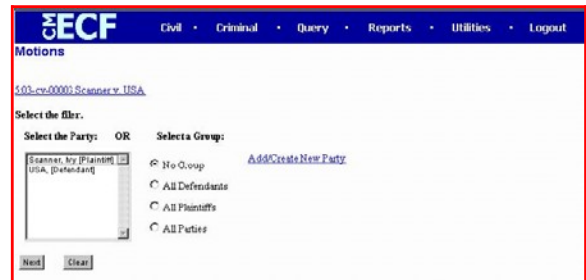 CM ECF Civil · Criminal · Query · Reports · Utilities · Logout
Motions
5:03-cv-00003 Scanner v. USA
Select the filer.
Select the Party: OR Select a Group:
Scanner, My [Plaintiff]
USA, [Defendant]
No Group
Add/Create New Party
All Defendants
All Plaintiffs
All Parties
Next Clear